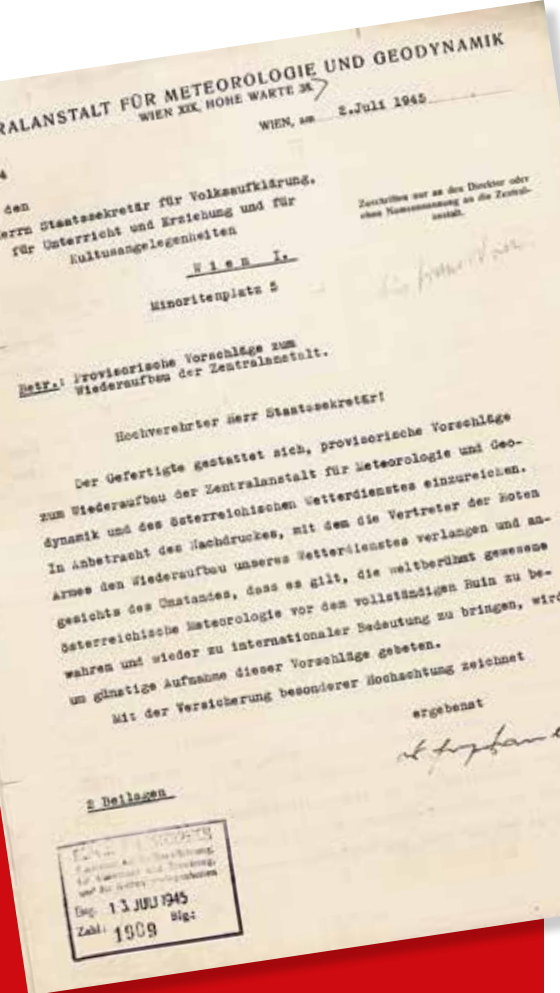 RALANSTALT FÜR METEOROLOGIE UND GEODYNAMIK
WIEN XIX, HOHE WARTE 38
WIEN, am 2.Juli 1945
4
den
errn Staatssekretär für Volksaufklärung,
für Unterricht und Erziehung und für
Kultusangelegenheiten
Zuschriften nur an den Direktor oder
ohne Namensnennung an die Zentral-
anstalt.
Wien I.
Minoritenplatz 5
Betr.: Provisorische Vorschläge zum
Wiederaufbau der Zentralanstalt.
Hochverehrter Herr Staatssekretär!
Der Gefertigte gestattet sich, provisorische Vorschläge
zum Wiederaufbau der Zentralanstalt für Meteorologie und Geo-
dynamik und des österreichischen Wetterdienstes einzureichen.
In Anbetracht des Nachdruckes, mit dem die Vertreter der Roten
Armee den Wiederaufbau unseres Wetterdienstes verlangen und an-
gesichts des Umstandes, dass es gilt, die weltberühmt gewesene
österreichische Meteorologie vor dem vollständigen Ruin zu be-
wahren und wieder zu internationaler Bedeutung zu bringen, wird
um günstige Aufnahme dieser Vorschläge gebeten.
Mit der Versicherung besonderer Hochachtung zeichnet
ergebenst
2 Beilagen
Eing. 13. JULI 1945
Zahl: 1909 Blg.: